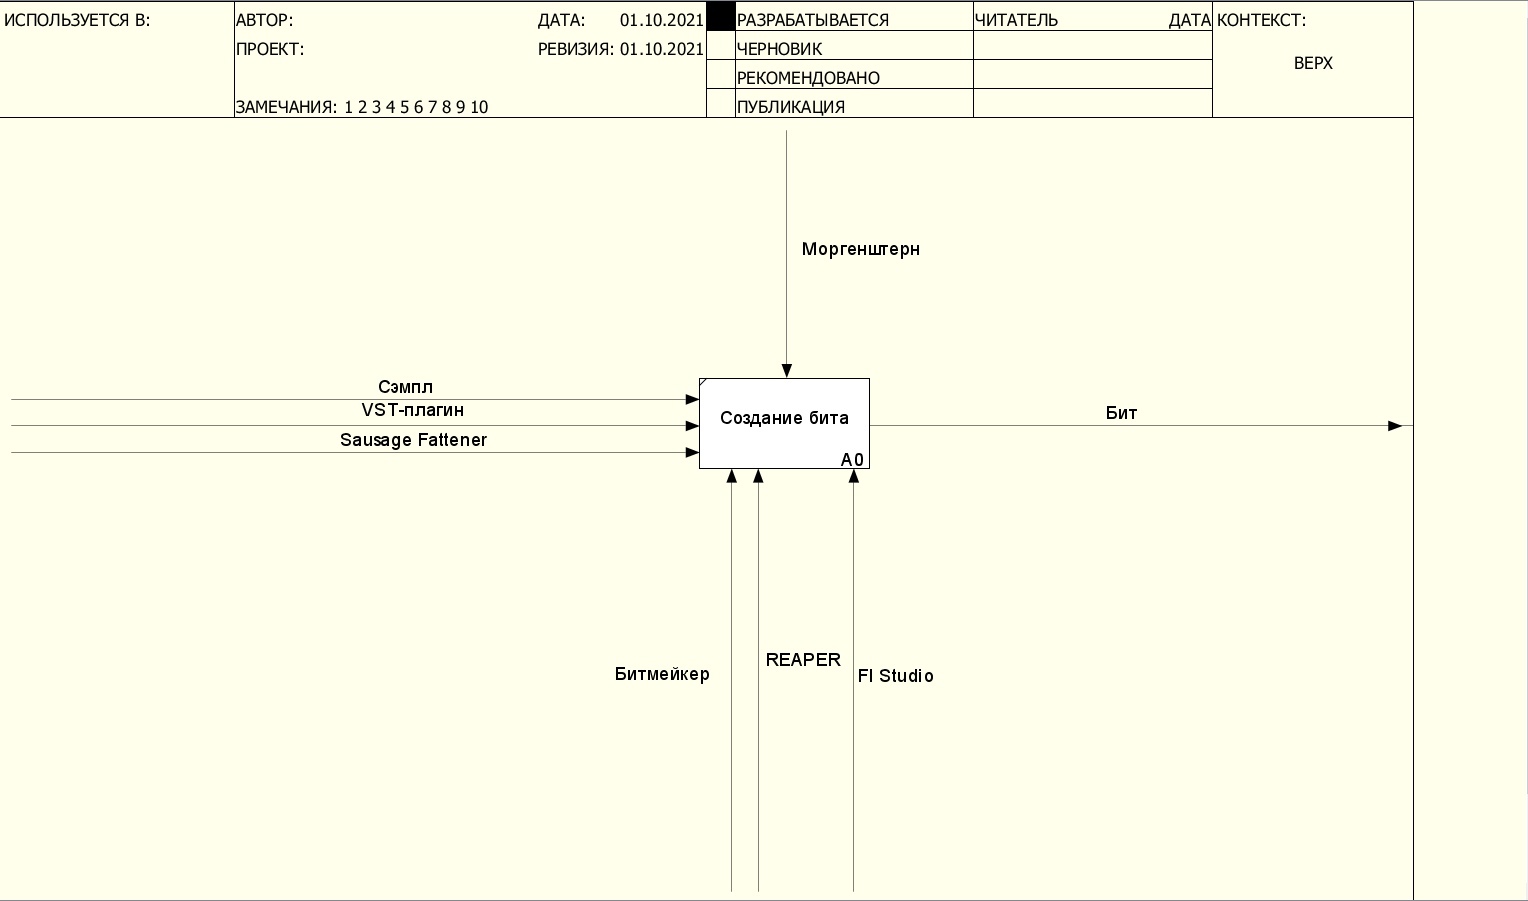 ИСПОЛЬЗУЕТСЯ В:
АВТОР:
ДАТА: 01.10.2021
РАЗРАБАТЫВАЕТСЯ
ЧИТАТЕЛЬ
ДАТА
КОНТЕКСТ:
ПРОЕКТ:
РЕВИЗИЯ: 01.10.2021
ЧЕРНОВИК
ВЕРХ
РЕКОМЕНДОВАНО
ЗАМЕЧАНИЯ: 1 2 3 4 5 6 7 8 9 10
ПУБЛИКАЦИЯ
Моргенштерн
Сэмпл
VST-плагин
Sausage Fattener
Создание бита
A0
Бит
Битмейкер
REAPER
Fl Studio